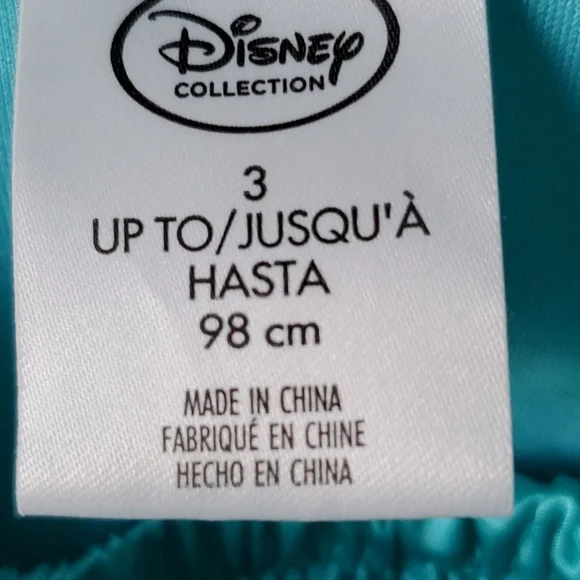 Disney
COLLECTION
3
UP TO/JUSQU'À
HASTA
98 cm
MADE IN CHINA
FABRIQUÉ EN CHINE
HECHO EN CHINA